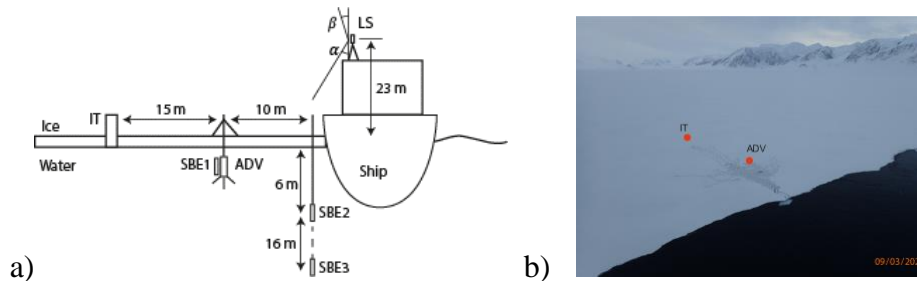 β
LS
α
23 m
15 m
10 m
IT
Ice
Water
SBE1
ADV
Ship
6 m
SBE2
16 m
SBE3
a)
b)
IT
ADV